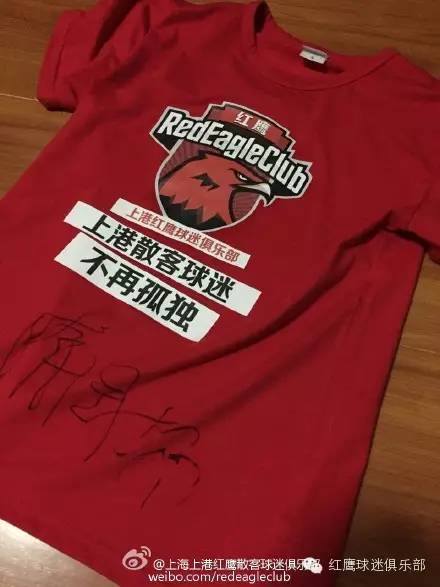 红鹰
RedEagleClub
上港红鹰球迷俱乐部
上港散客球迷
不再孤独
@上海上港红鹰散客球迷俱乐部
红鹰球迷俱乐部
weibo.com/redeagleclub